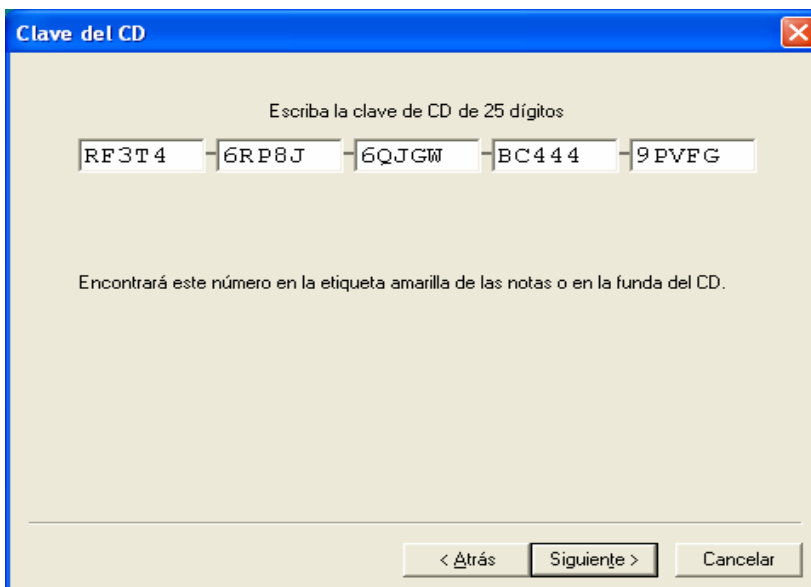 Clave del CD
Escriba la clave de CD de 25 dígitos
RF3T4 - 6RP8J - 6QJGW - BC444 - 9PVFG
Encontrará este número en la etiqueta amarilla de las notas o en la funda del CD.
< Atrás Siguiente > Cancelar